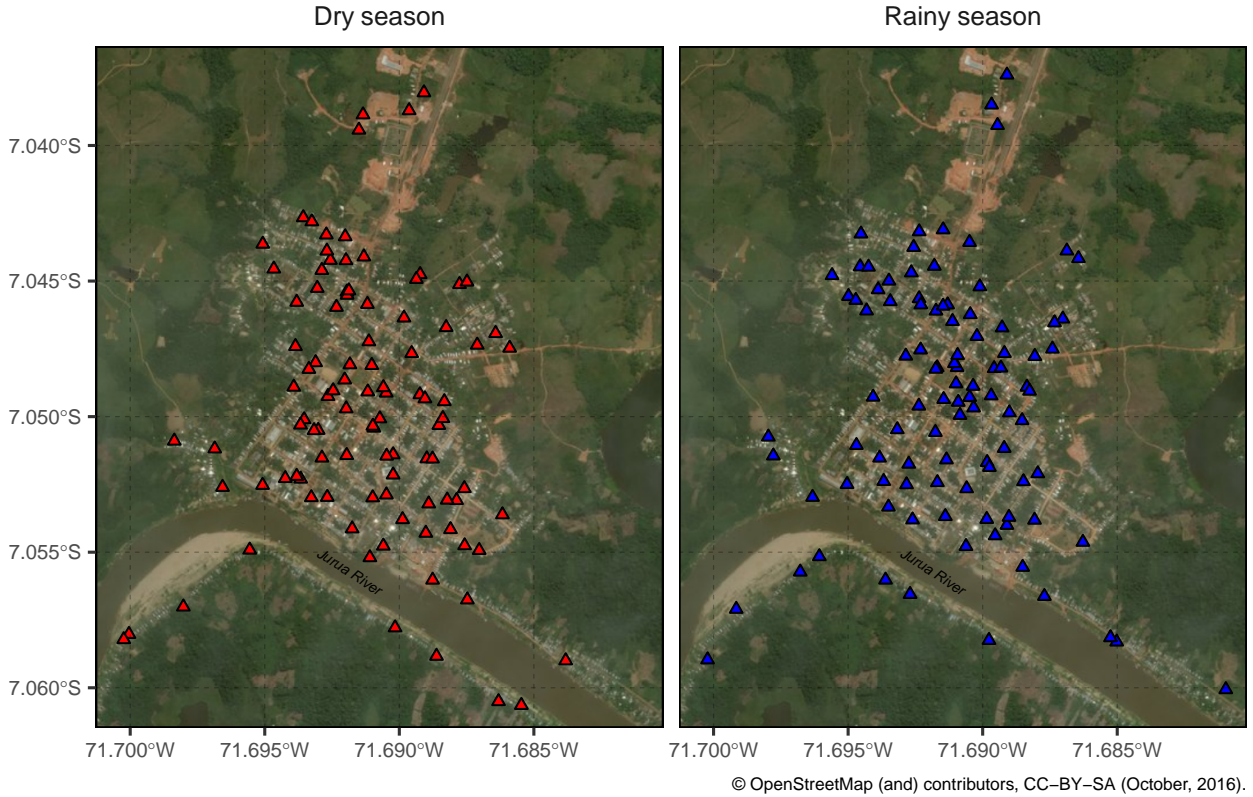 Dry season
Rainy season
7.040°S
7.045°S
7.050°S
7.055°S
7.060°S
Jurua River
Jurua River
71.700°W
71.695°W
71.690°W
71.685°W
71.700°W
71.695°W
71.690°W
71.685°W
© OpenStreetMap (and) contributors, CC−BY−SA (October, 2016).